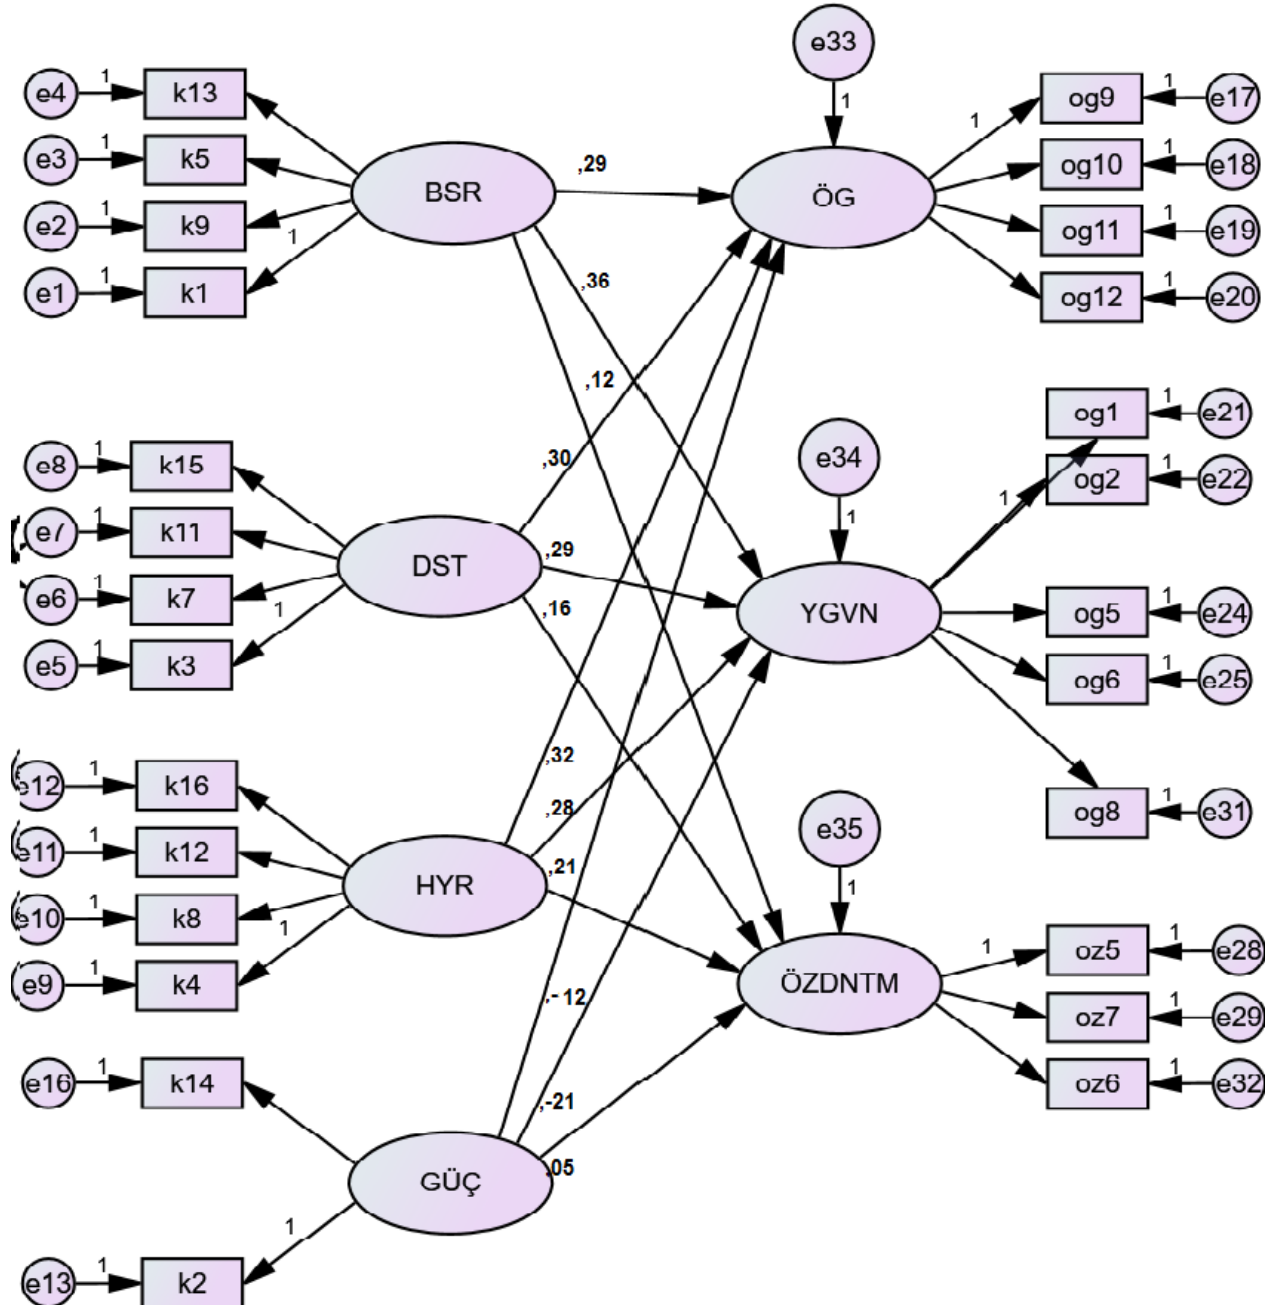 e33
e4 1 k13
1
1 og9 1 e17
e3 1 k5
,29
og10 1 e18
BSR
ÖG
e2 1 k9
og11 1 e19
1
e1 1 k1
,36
og12 1 e20
,12
og1 1 e21
e8 1 k15
,30
e34
1 og2 1 e22
e7 1 k11
1
,29
DST
e6 1 k7
1
,16
YGVN
og5 1 e24
e5 1 k3
og6 1 e25
e12 1 k16
,32
,28
og8 1 e31
e35
e11 1 k12
,21
1
HYR
e10 1 k8
1
1 oz5 1 e28
e9 1 k4
,-12
ÖZDNTM
oz7 1 e29
e16 1 k14
oz6 1 e32
,-21
,05
GÜÇ
1
e13 1 k2